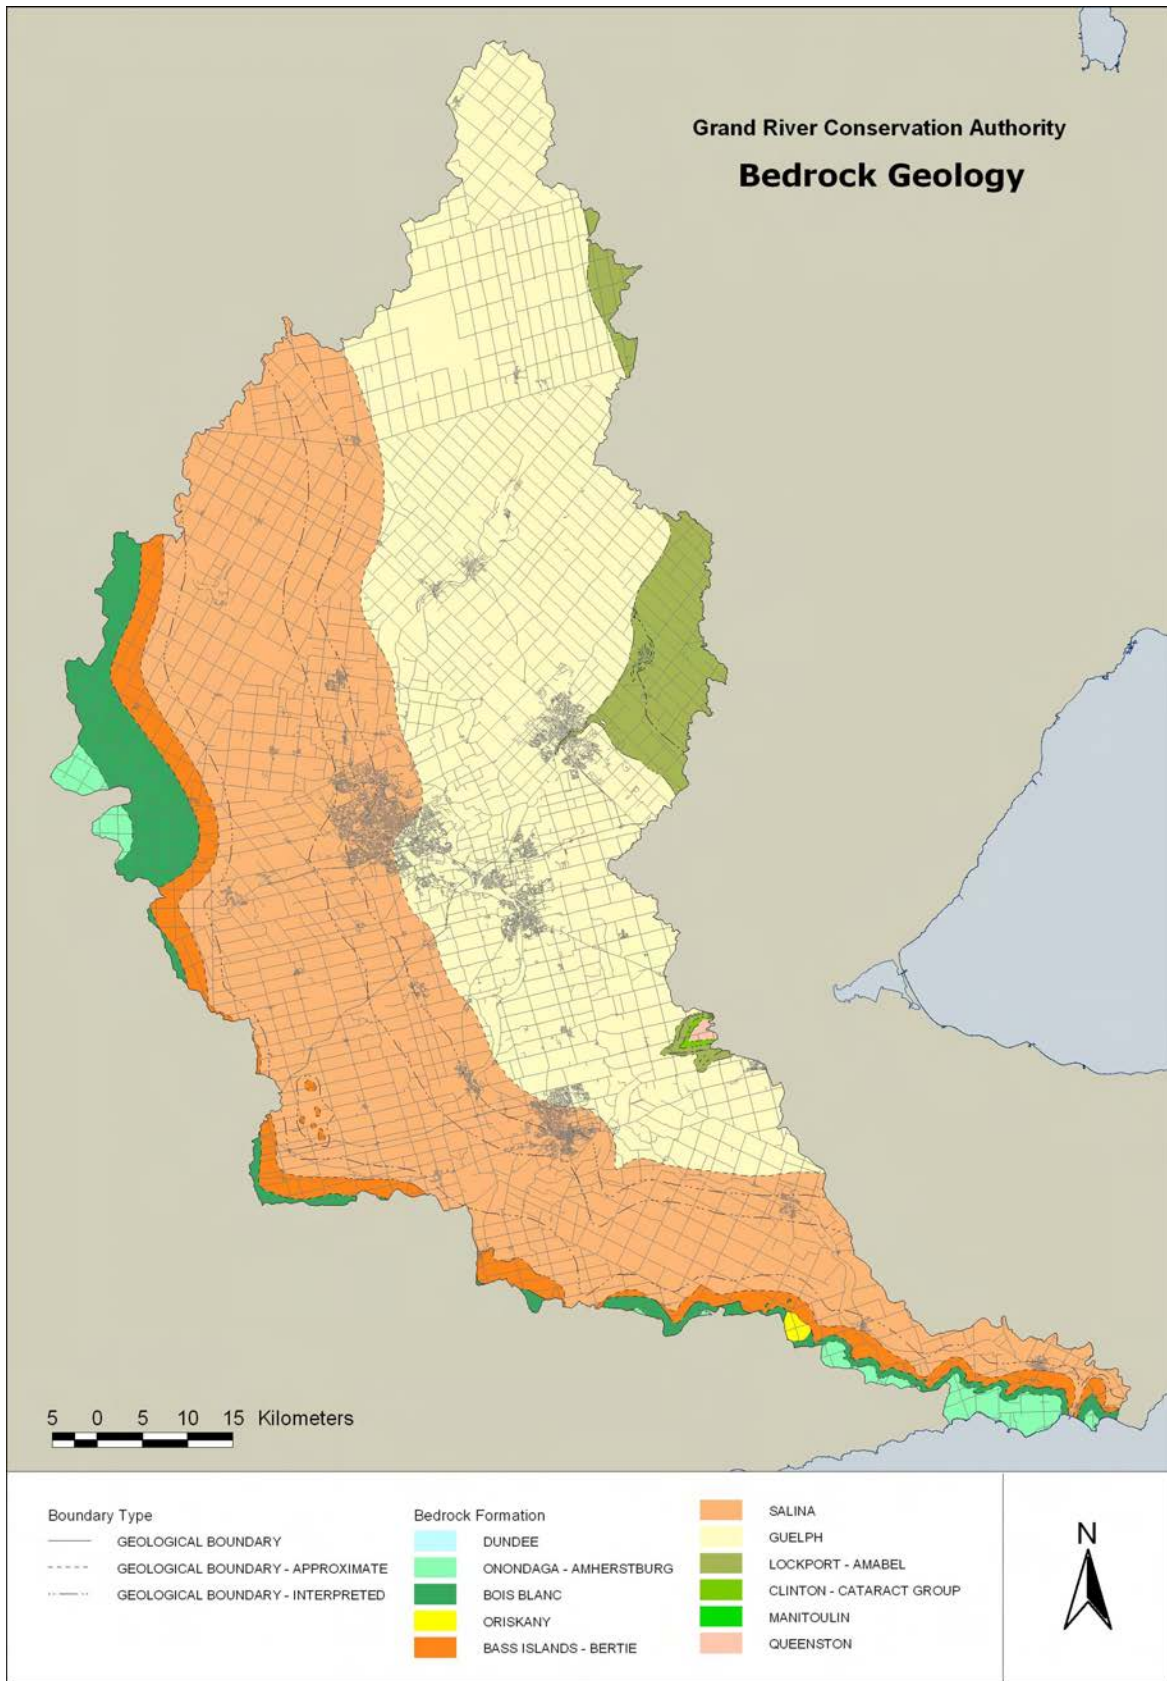 Grand River Conservation Authority
Bedrock Geology
5 0 5 10 15 Kilometers
Boundary Type
GEOLOGICAL BOUNDARY
GEOLOGICAL BOUNDARY - APPROXIMATE
GEOLOGICAL BOUNDARY - INTERPRETED
Bedrock Formation
DUNDEE
ONONDAGA - AMHERSTBURG
BOIS BLANC
ORISKANY
BASS ISLANDS - BERTIE
SALINA
GUELPH
LOCKPORT - AMABEL
CLINTON - CATARACT GROUP
MANITOULIN
QUEENSTON
N